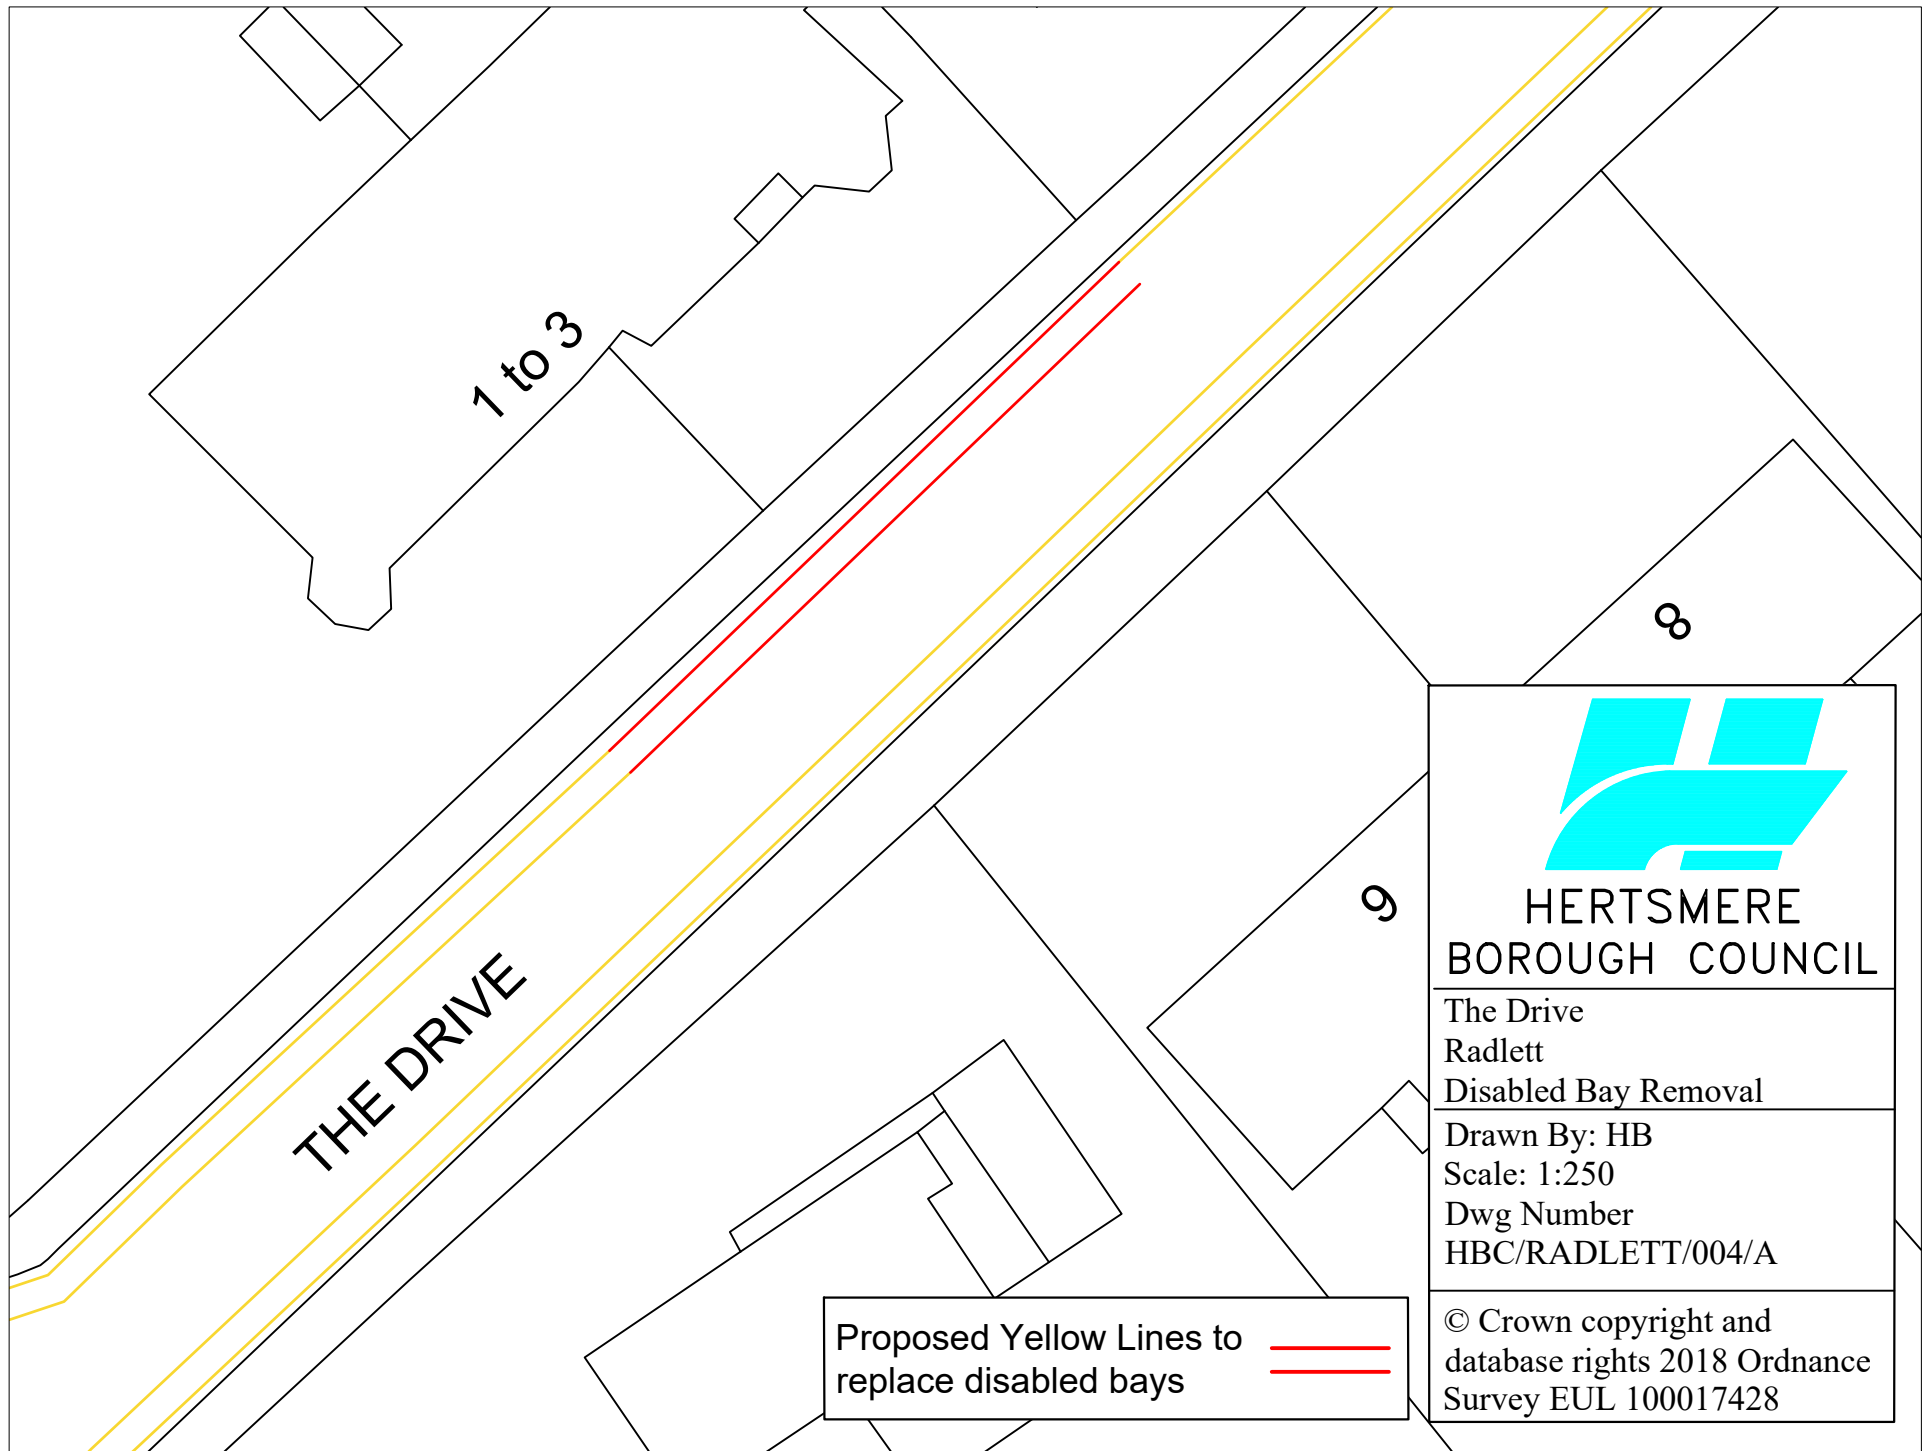 1 to 3
8
9
THE DRIVE
HERTSMERE
BOROUGH COUNCIL
The Drive
Radlett
Disabled Bay Removal
Drawn By: HB
Scale: 1:250
Dwg Number
HBC/RADLETT/004/A
© Crown copyright and
database rights 2018 Ordnance
Survey EUL 100017428
Proposed Yellow Lines to
replace disabled bays